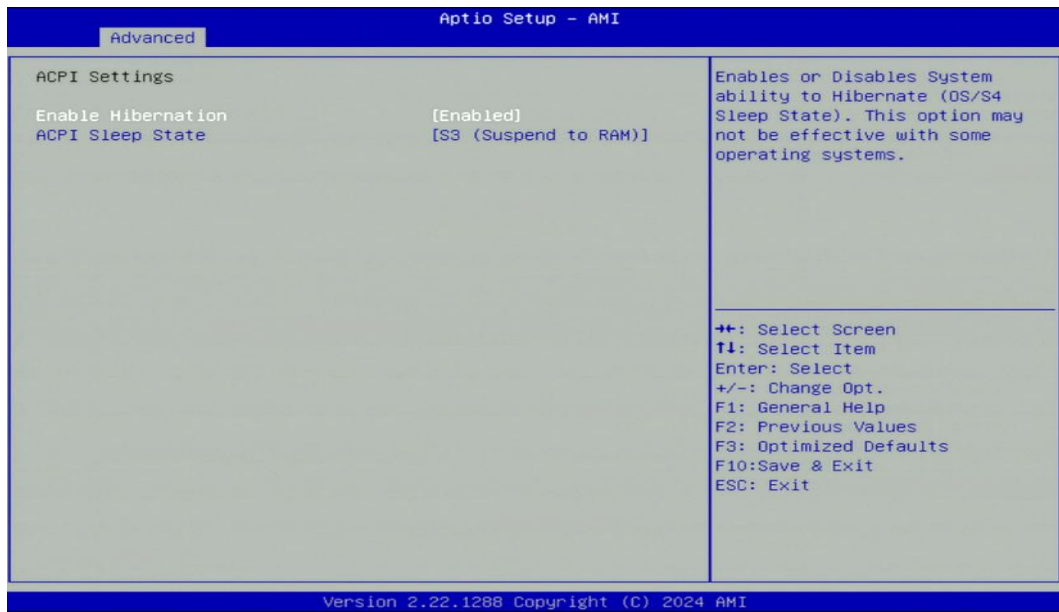 Aptio Setup – AMI
Advanced
ACPI Settings
Enable Hibernation [Enabled]
ACPI Sleep State [S3 (Suspend to RAM)]
Enables or Disables System
ability to Hibernate (OS/S4
Sleep State). This option may
not be effective with some
operating systems.
→←: Select Screen
↑↓: Select Item
Enter: Select
+/-: Change Opt.
F1: General Help
F2: Previous Values
F3: Optimized Defaults
F10:Save & Exit
ESC: Exit
Version 2.22.1288 Copyright (C) 2024 AMI